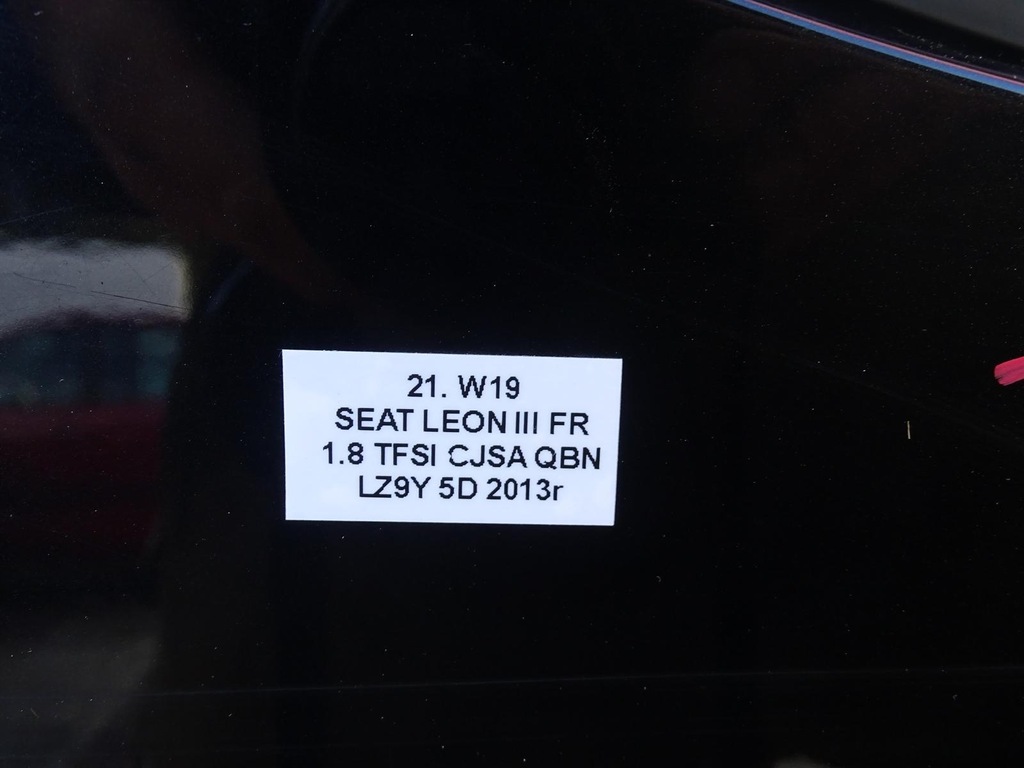 21. W19
SEAT LEON III FR
1.8 TFSI CJSA QBN
LZ9Y 5D 2013r